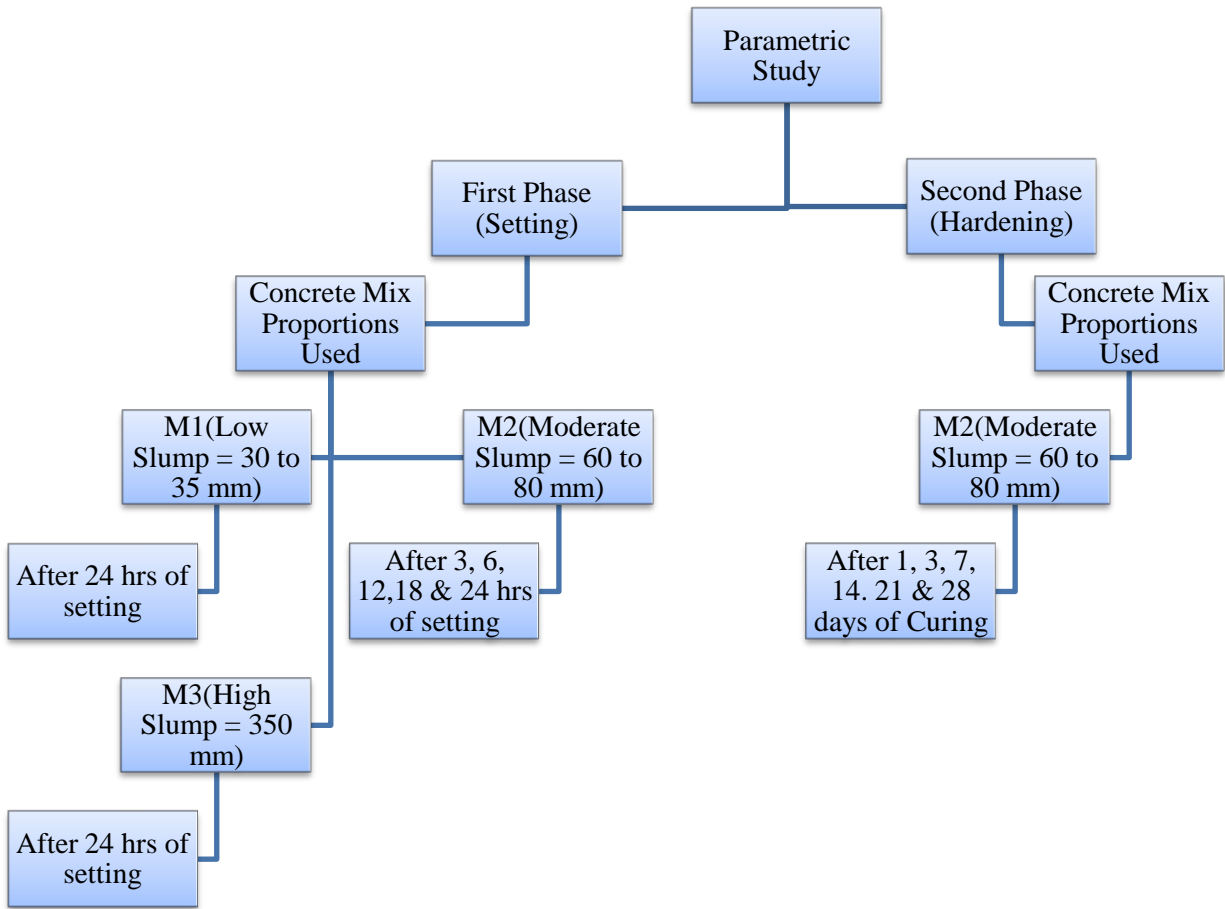 Parametric
Study
First Phase
(Setting)
Second Phase
(Hardening)
Concrete Mix
Proportions
Used
Concrete Mix
Proportions
Used
M1(Low
Slump = 30 to
35 mm)
M2(Moderate
Slump = 60 to
80 mm)
M2(Moderate
Slump = 60 to
80 mm)
After 24 hrs of
setting
After 3, 6,
12,18 & 24 hrs
of setting
After 1, 3, 7,
14. 21 & 28
days of Curing
M3(High
Slump = 350
mm)
After 24 hrs of
setting